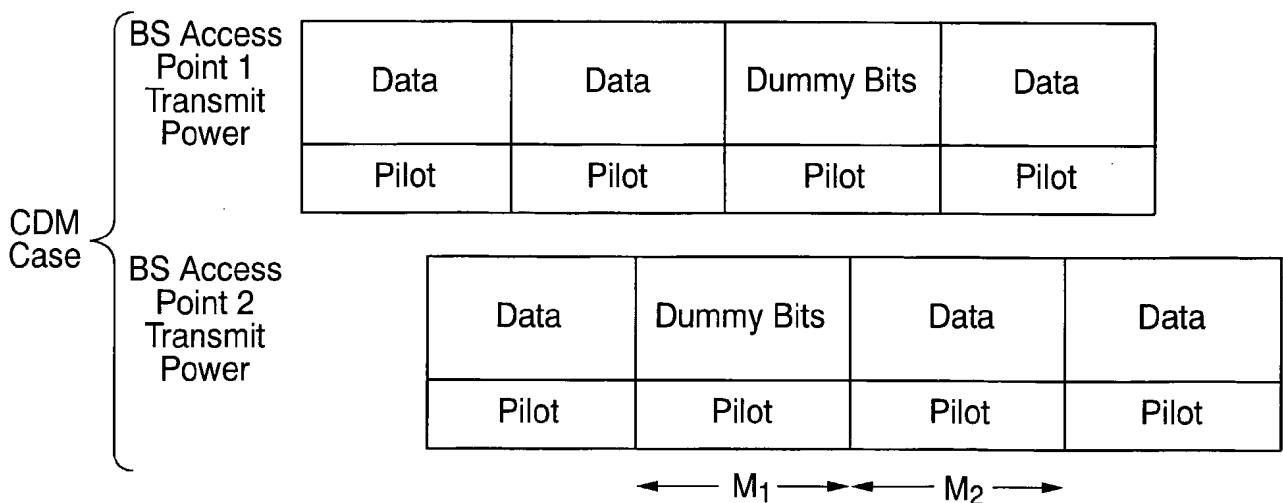 CDM
Case
BS Access
Point 1
Transmit
Power
Data Data Dummy Bits Data
Pilot Pilot Pilot Pilot
BS Access
Point 2
Transmit
Power
Data Dummy Bits Data Data
Pilot Pilot Pilot Pilot
M1 M2